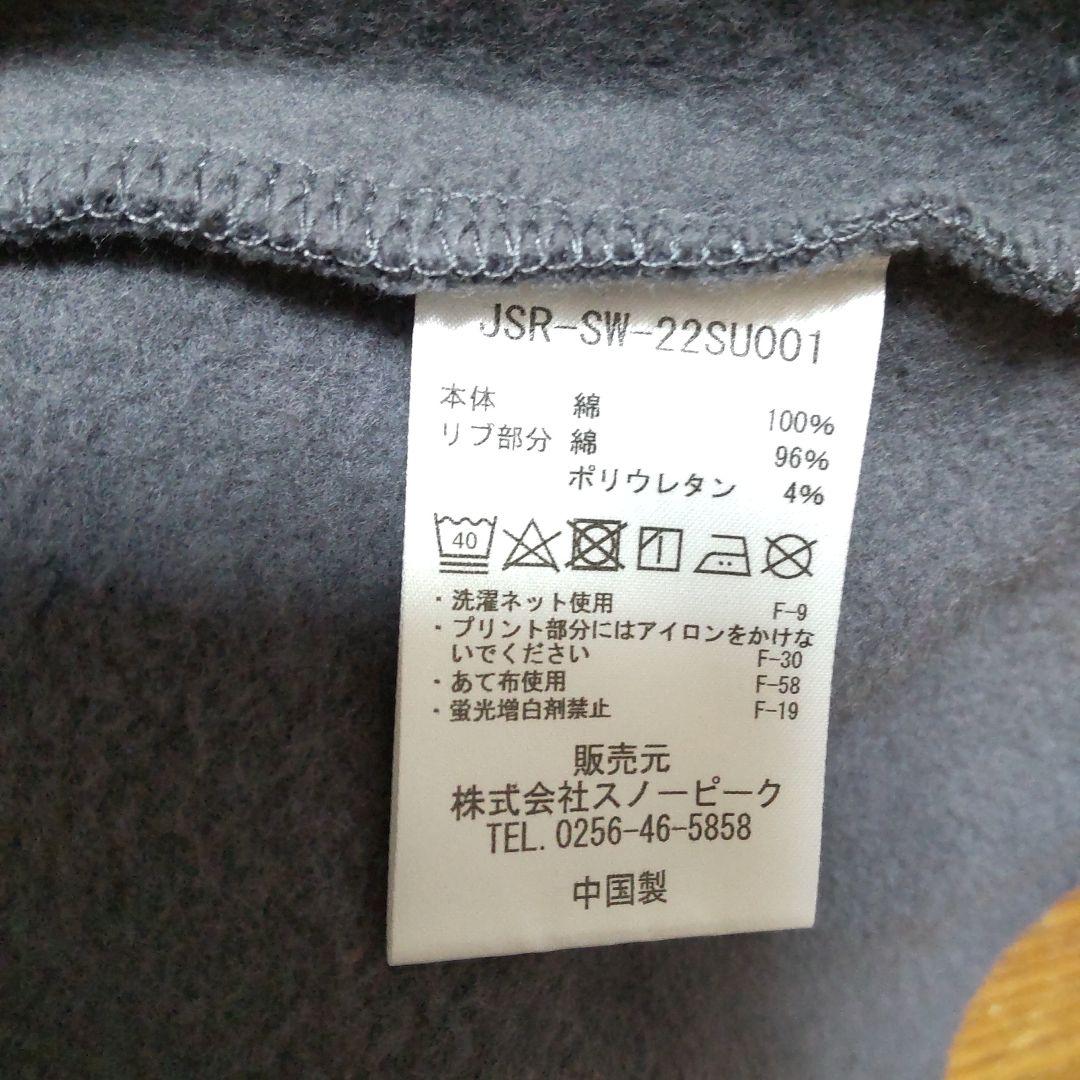 JSR-SW-22SU001
本体 綿 100%
リブ部分 綿 96%
ポリウレタン 4%
40
・洗濯ネット使用 F-9
・プリント部分にはアイロンをかけな
いでください F-30
・あて布使用 F-58
・蛍光増白剤禁止 F-19
販売元
株式会社スノーピーク
TEL.0256-46-5858
中国製